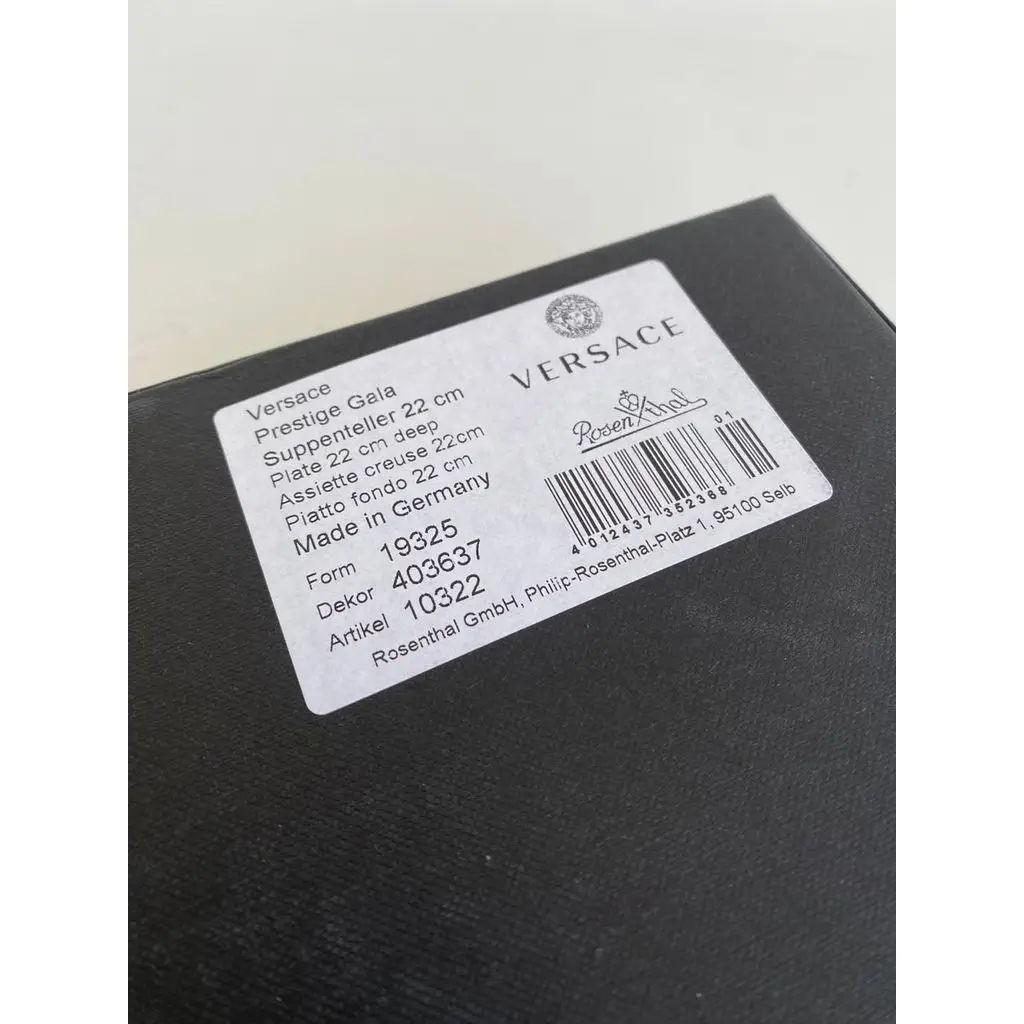 Versace
Prestige Gala
Suppenteller 22 cm
Plate 22 cm deep
Assiette creuse 22cm
Piatto fondo 22 cm
Made in Germany
Form 19325
Dekor 403637
Artikel 10322
Rosenthal GmbH, Philip-Rosenthal-Platz 1, 95100 Selb
VERSACE
Rosenthal
01
4 012437 352368